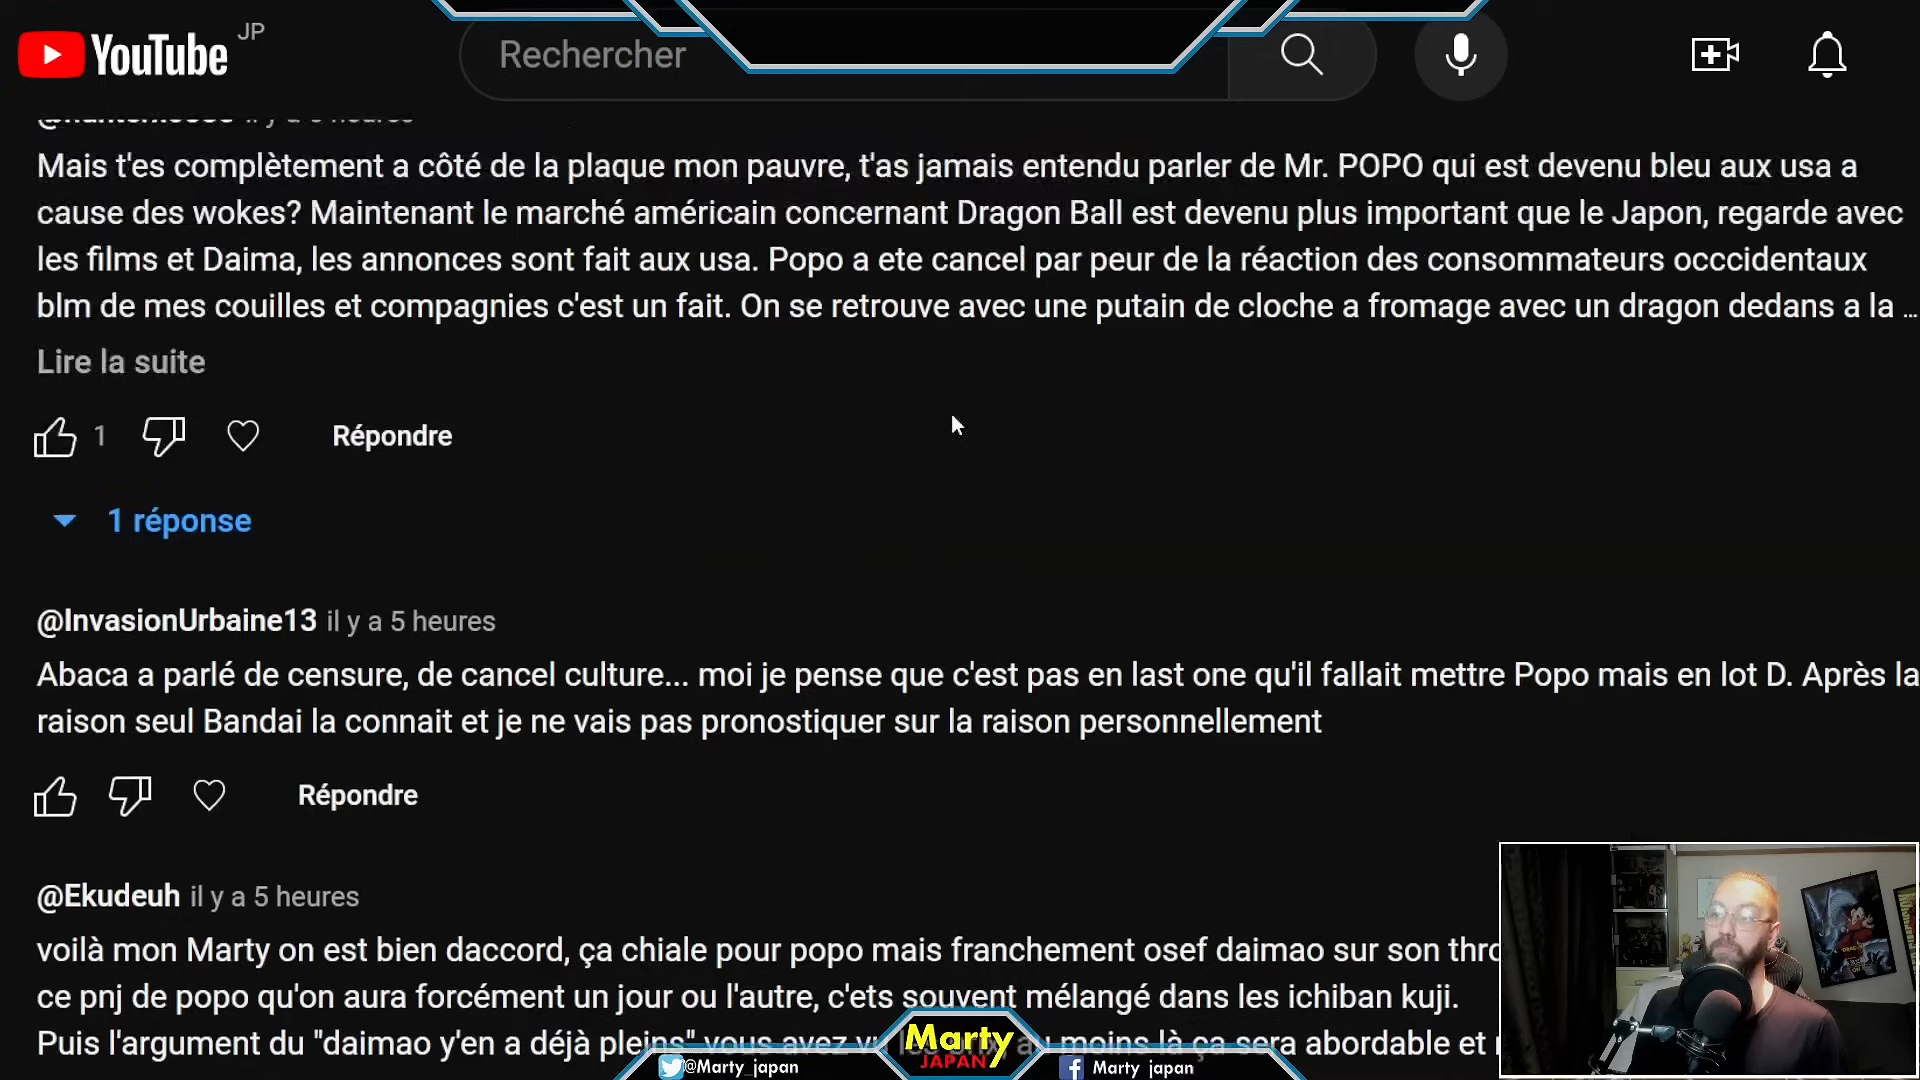 YouTube JP
Rechercher
il y a 6 heures
Mais t'es complètement a côté de la plaque mon pauvre, t'as jamais entendu parler de Mr. POPO qui est devenu bleu aux usa a
cause des wokes? Maintenant le marché américain concernant Dragon Ball est devenu plus important que le Japon, regarde avec
les films et Daima, les annonces sont fait aux usa. Popo a ete cancel par peur de la réaction des consommateurs occcidentaux
blm de mes couilles et compagnies c'est un fait. On se retrouve avec une putain de cloche a fromage avec un dragon dedans a la ...
Lire la suite
1 Répondre
1 réponse
@InvasionUrbaine13 il y a 5 heures
Abaca a parlé de censure, de cancel culture... moi je pense que c'est pas en last one qu'il fallait mettre Popo mais en lot D. Après la
raison seul Bandai la connait et je ne vais pas pronostiquer sur la raison personnellement
Répondre
@Ekudeuh il y a 5 heures
voilà mon Marty on est bien daccord, ça chiale pour popo mais franchement osef daimao sur son thro
ce pnj de popo qu'on aura forcément un jour ou l'autre, c'ets souvent mélangé dans les ichiban kuji.
Puis l'argument du "daimao y'en a déjà pleins" vous avez moins là ça sera abordable et
Marty
JAPAN
@Marty_japan
Marty japan